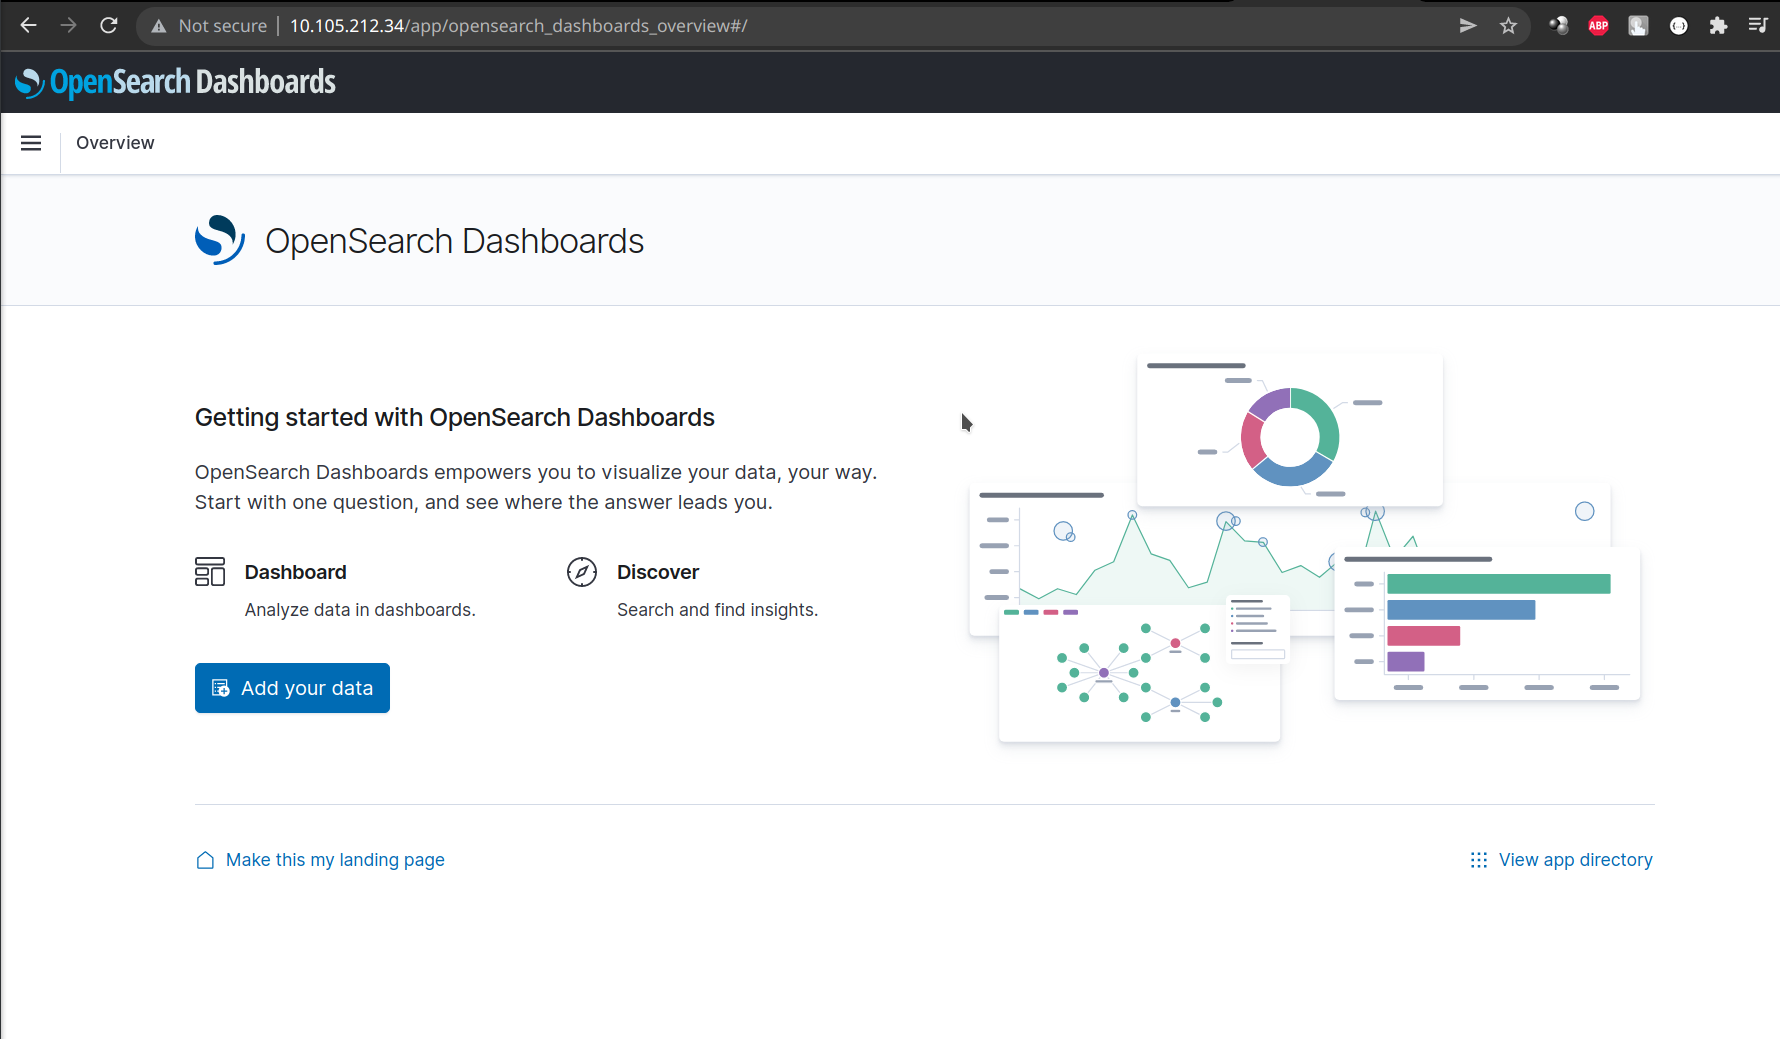 Not secure | 10.105.212.34/app/opensearch_dashboards_overview#/
ABP
OpenSearch Dashboards
Overview
OpenSearch Dashboards
Getting started with OpenSearch Dashboards
OpenSearch Dashboards empowers you to visualize your data, your way.
Start with one question, and see where the answer leads you.
Dashboard
Analyze data in dashboards.
Discover
Search and find insights.
Add your data
Make this my landing page
View app directory